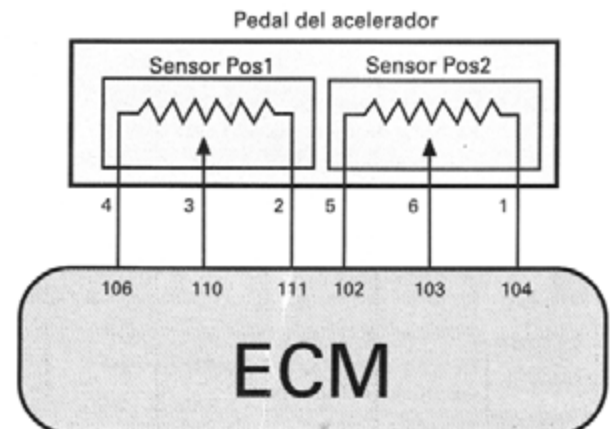 Pedal del acelerador
Sensor Pos1 Sensor Pos2
4 3 2 5 6 1
106 110 111 102 103 104
ECM